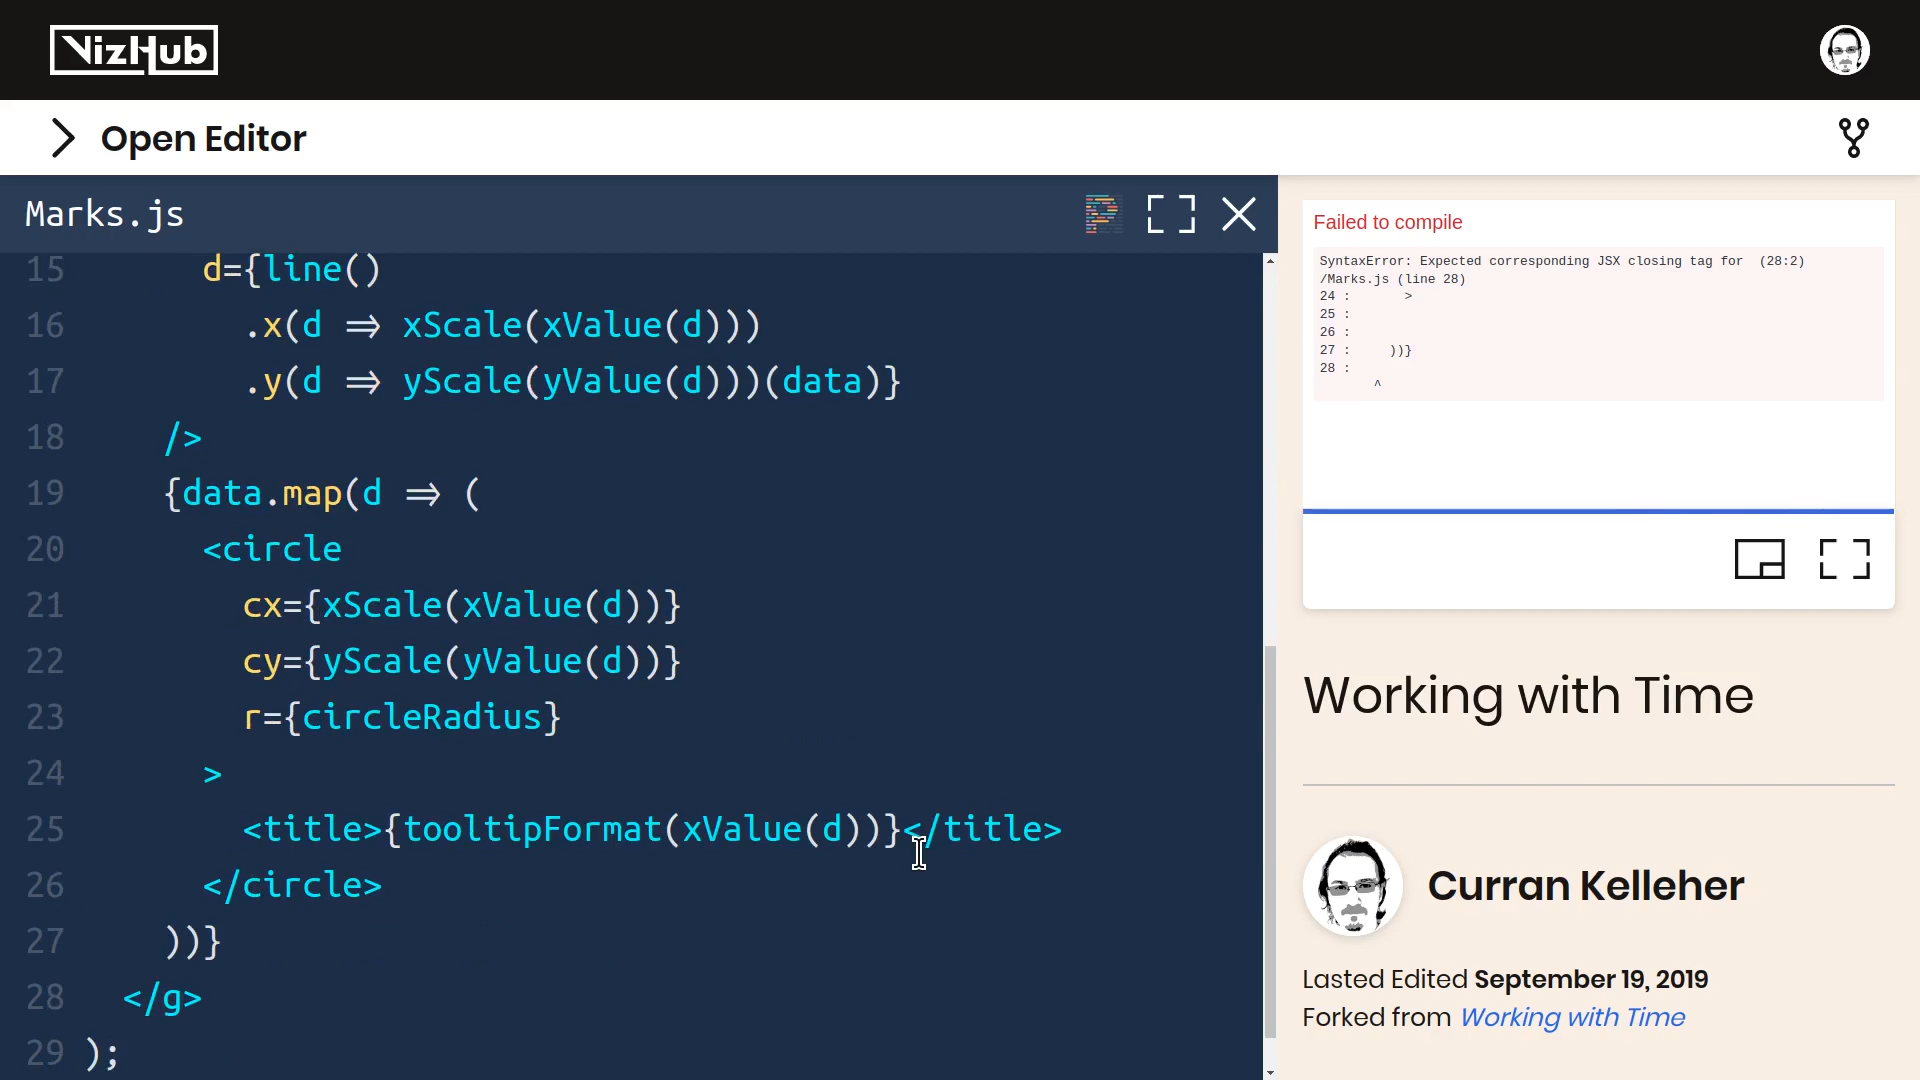 VizHub
Open Editor
Marks.js
15 d={line()
16 .x(d => xScale(xValue(d)))
17 .y(d => yScale(yValue(d)))(data)}
18 />
19 {data.map(d => (
20 <circle
21 cx={xScale(xValue(d))}
22 cy={yScale(yValue(d))}
23 r={circleRadius}
24 >
25 <title>{tooltipFormat(xValue(d))}</title>
26 </circle>
27 ))}
28 </g>
29 );
Failed to compile
SyntaxError: Expected corresponding JSX closing tag for (28:2)
/Marks.js (line 28)
24 : >
25 :
26 :
27 : ))}
28 :
^
Working with Time
Curran Kelleher
Lasted Edited September 19, 2019
Forked from Working with Time